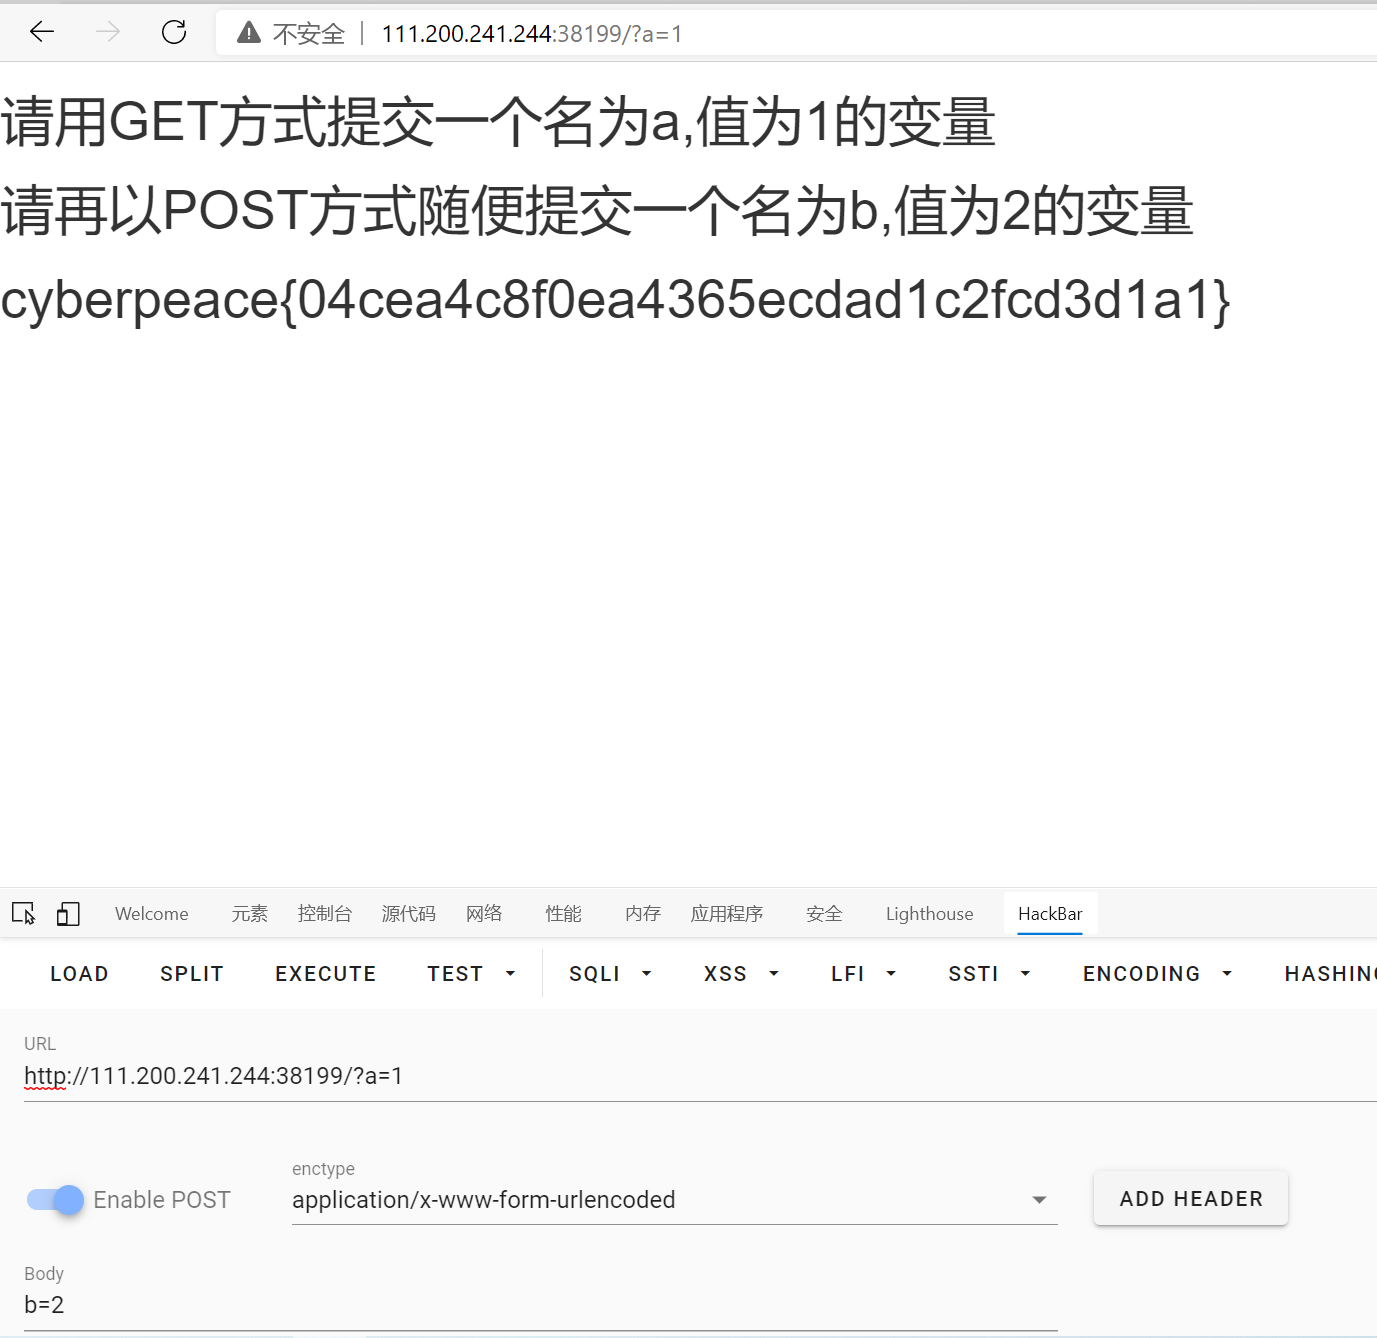 不安全 | 111.200.241.244:38199/?a=1
请用GET方式提交一个名为a,值为1的变量
请再以POST方式随便提交一个名为b,值为2的变量
cyberpeace{04cea4c8f0ea4365ecdad1c2fcd3d1a1}
Welcome 元素 控制台 源代码 网络 性能 内存 应用程序 安全 Lighthouse HackBar
LOAD SPLIT EXECUTE TEST SQLI XSS LFI SSTI ENCODING HASHING
URL
http://111.200.241.244:38199/?a=1
enctype
Enable POST application/x-www-form-urlencoded ADD HEADER
Body
b=2